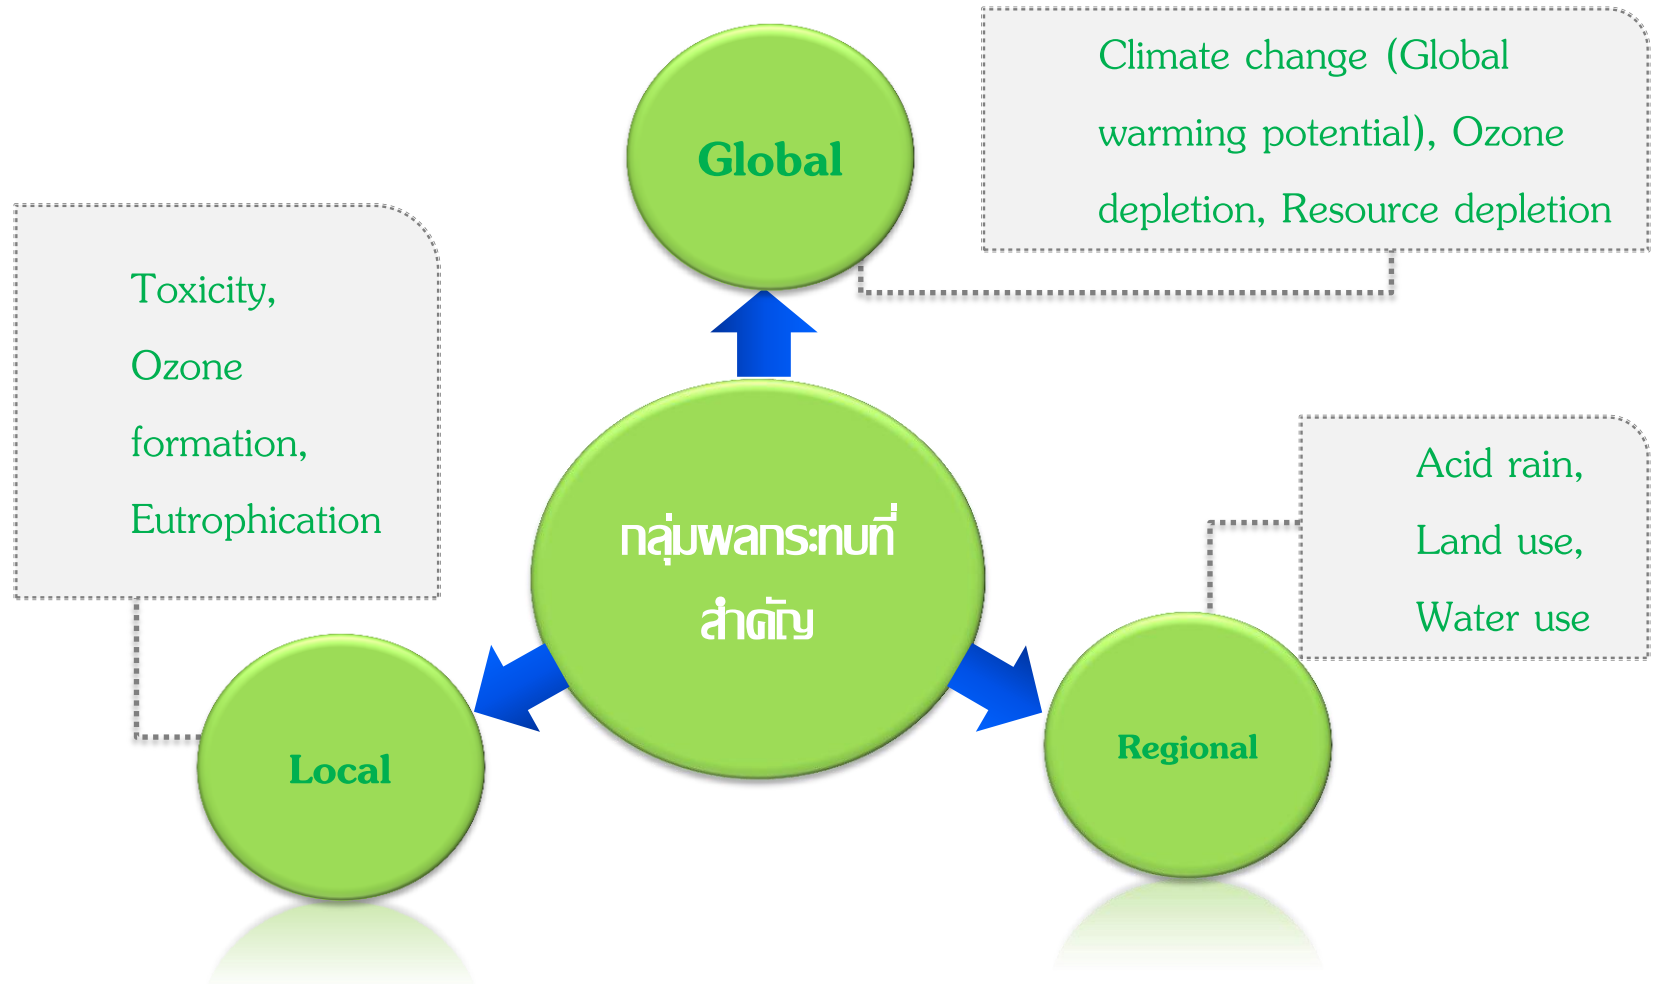 Global
Climate change (Global
warming potential), Ozone
depletion, Resource depletion
Toxicity,
Ozone
formation,
Eutrophication
กลุ่มผลกระทบที่
สำคัญ
Acid rain,
Land use,
Water use
Local
Regional